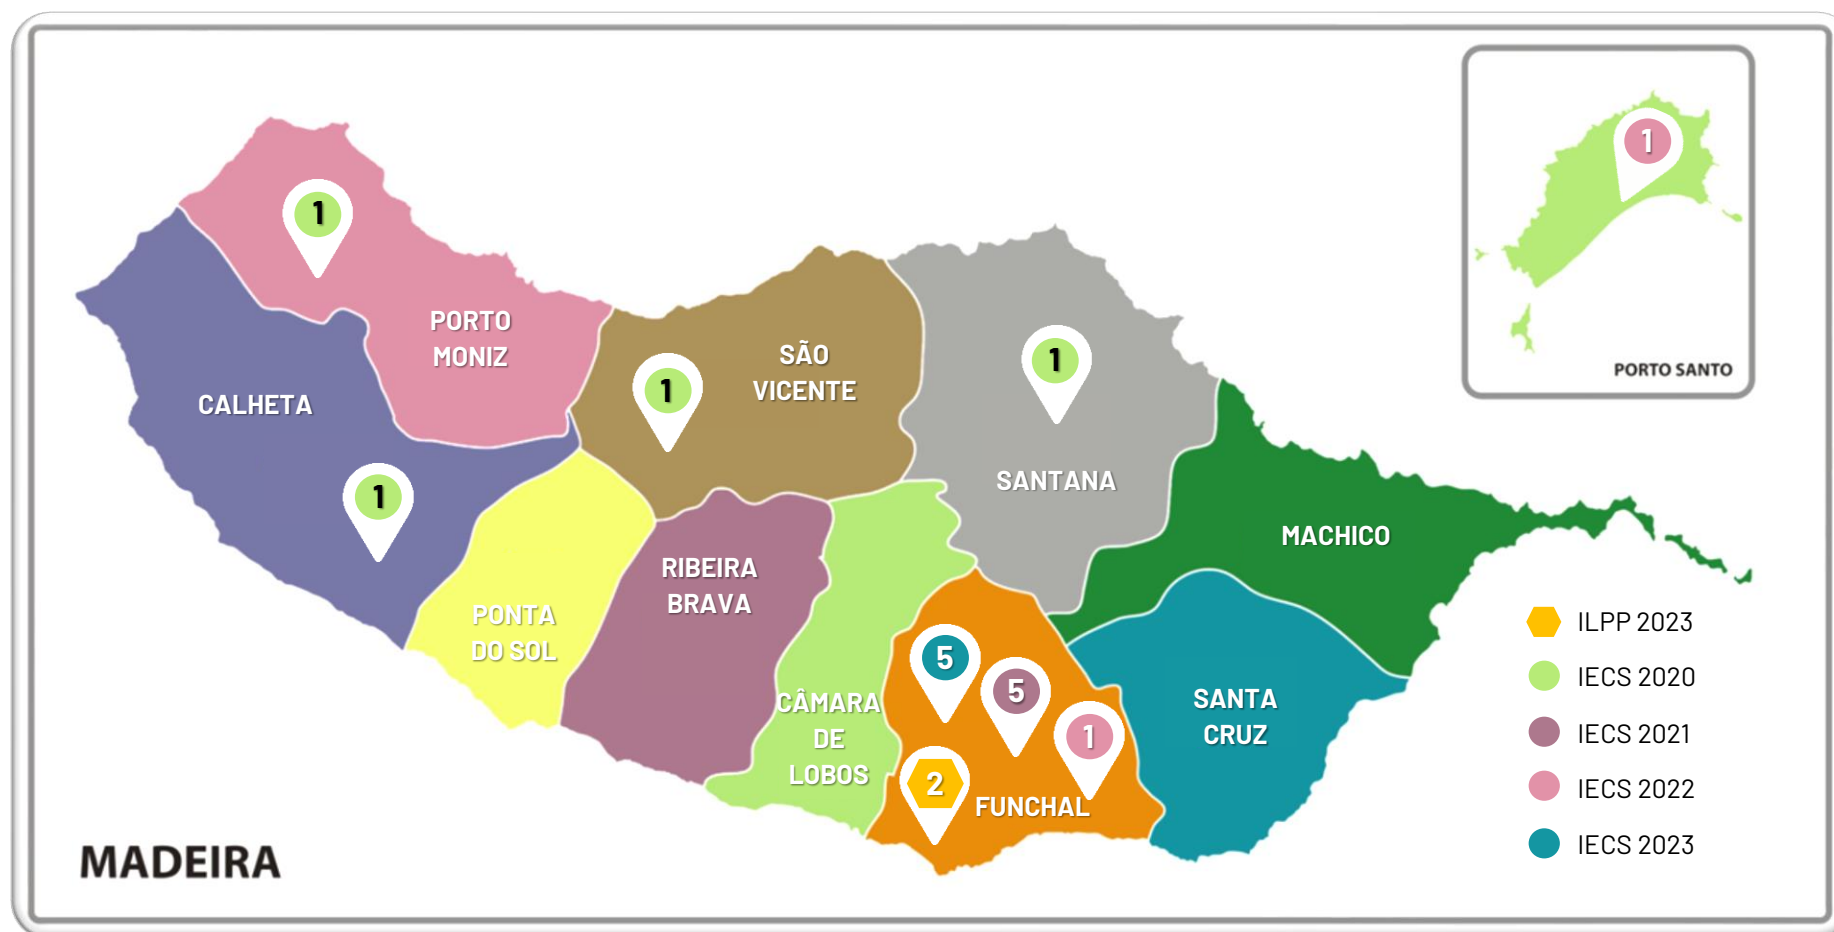 1
PORTO SANTO
1
PORTO
MONIZ
CALHETA
1
SÃO
VICENTE
1
1
SANTANA
MACHICO
1
PONTA
DO SOL
RIBEIRA
BRAVA
CÂMARA
DE
LOBOS
5
5
1
2
FUNCHAL
SANTA
CRUZ
ILPP 2023
IECS 2020
IECS 2021
IECS 2022
IECS 2023
MADEIRA